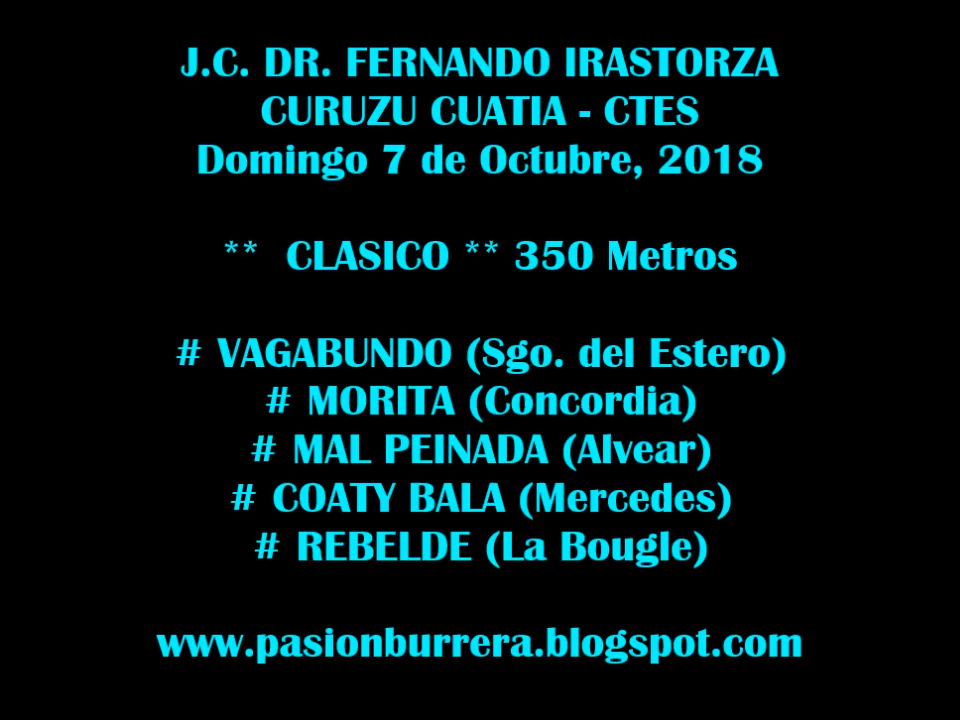 J.C. DR. FERNANDO IRASTORZA
CURUZU CUATIA - CTES
Domingo 7 de Octubre, 2018
** CLASICO ** 350 Metros
# VAGABUNDO (Sgo. del Estero)
# MORITA (Concordia)
# MAL PEINADA (Alvear)
# COATY BALA (Mercedes)
# REBELDE (La Bougle)
www.pasionburrera.blogspot.com